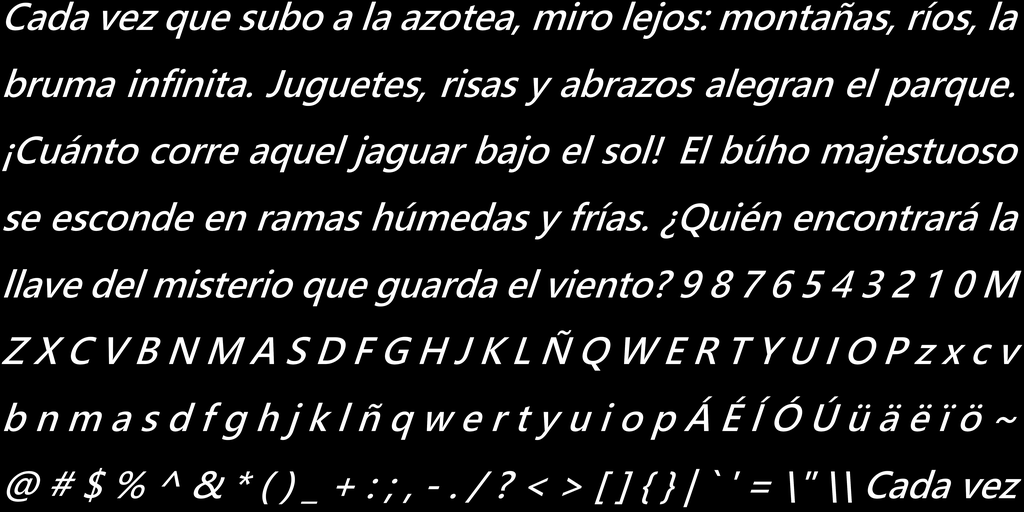 Cada vez que subo a la azotea, miro lejos: montañas, ríos, la
bruma infinita. Juguetes, risas y abrazos alegran el parque.
¡Cuánto corre aquel jaguar bajo el sol! El búho majestuoso
se esconde en ramas húmedas y frías. ¿Quién encontrará la
llave del misterio que guarda el viento? 9 8 7 6 5 4 3 2 1 0 M
Z X C V B N M A S D F G H J K L Ñ Q W E R T Y U I O P z x c v
b n m a s d f g h j k l ñ q w e r t y u i o p Á É Í Ó Ú ü ä ë ï ö ~
@ # $ % ^ & * ( ) _ + : ; , - . / ? < > [ ] { } | ` ' = \" \\ Cada vez